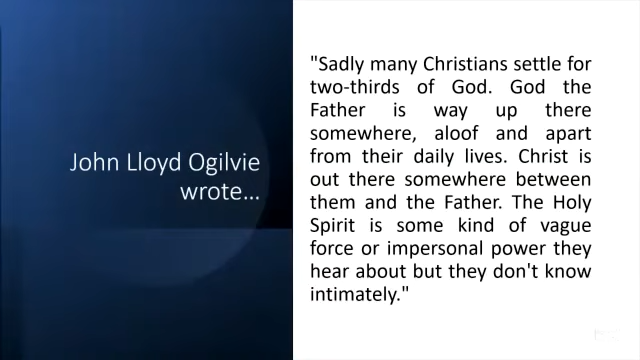 John Lloyd Ogilvie
wrote...
"Sadly many Christians settle for
two-thirds of God. God the
Father is way up there
somewhere, aloof and apart
from their daily lives. Christ is
out there somewhere between
them and the Father. The Holy
Spirit is some kind of vague
force or impersonal power they
hear about but they don't know
intimately."